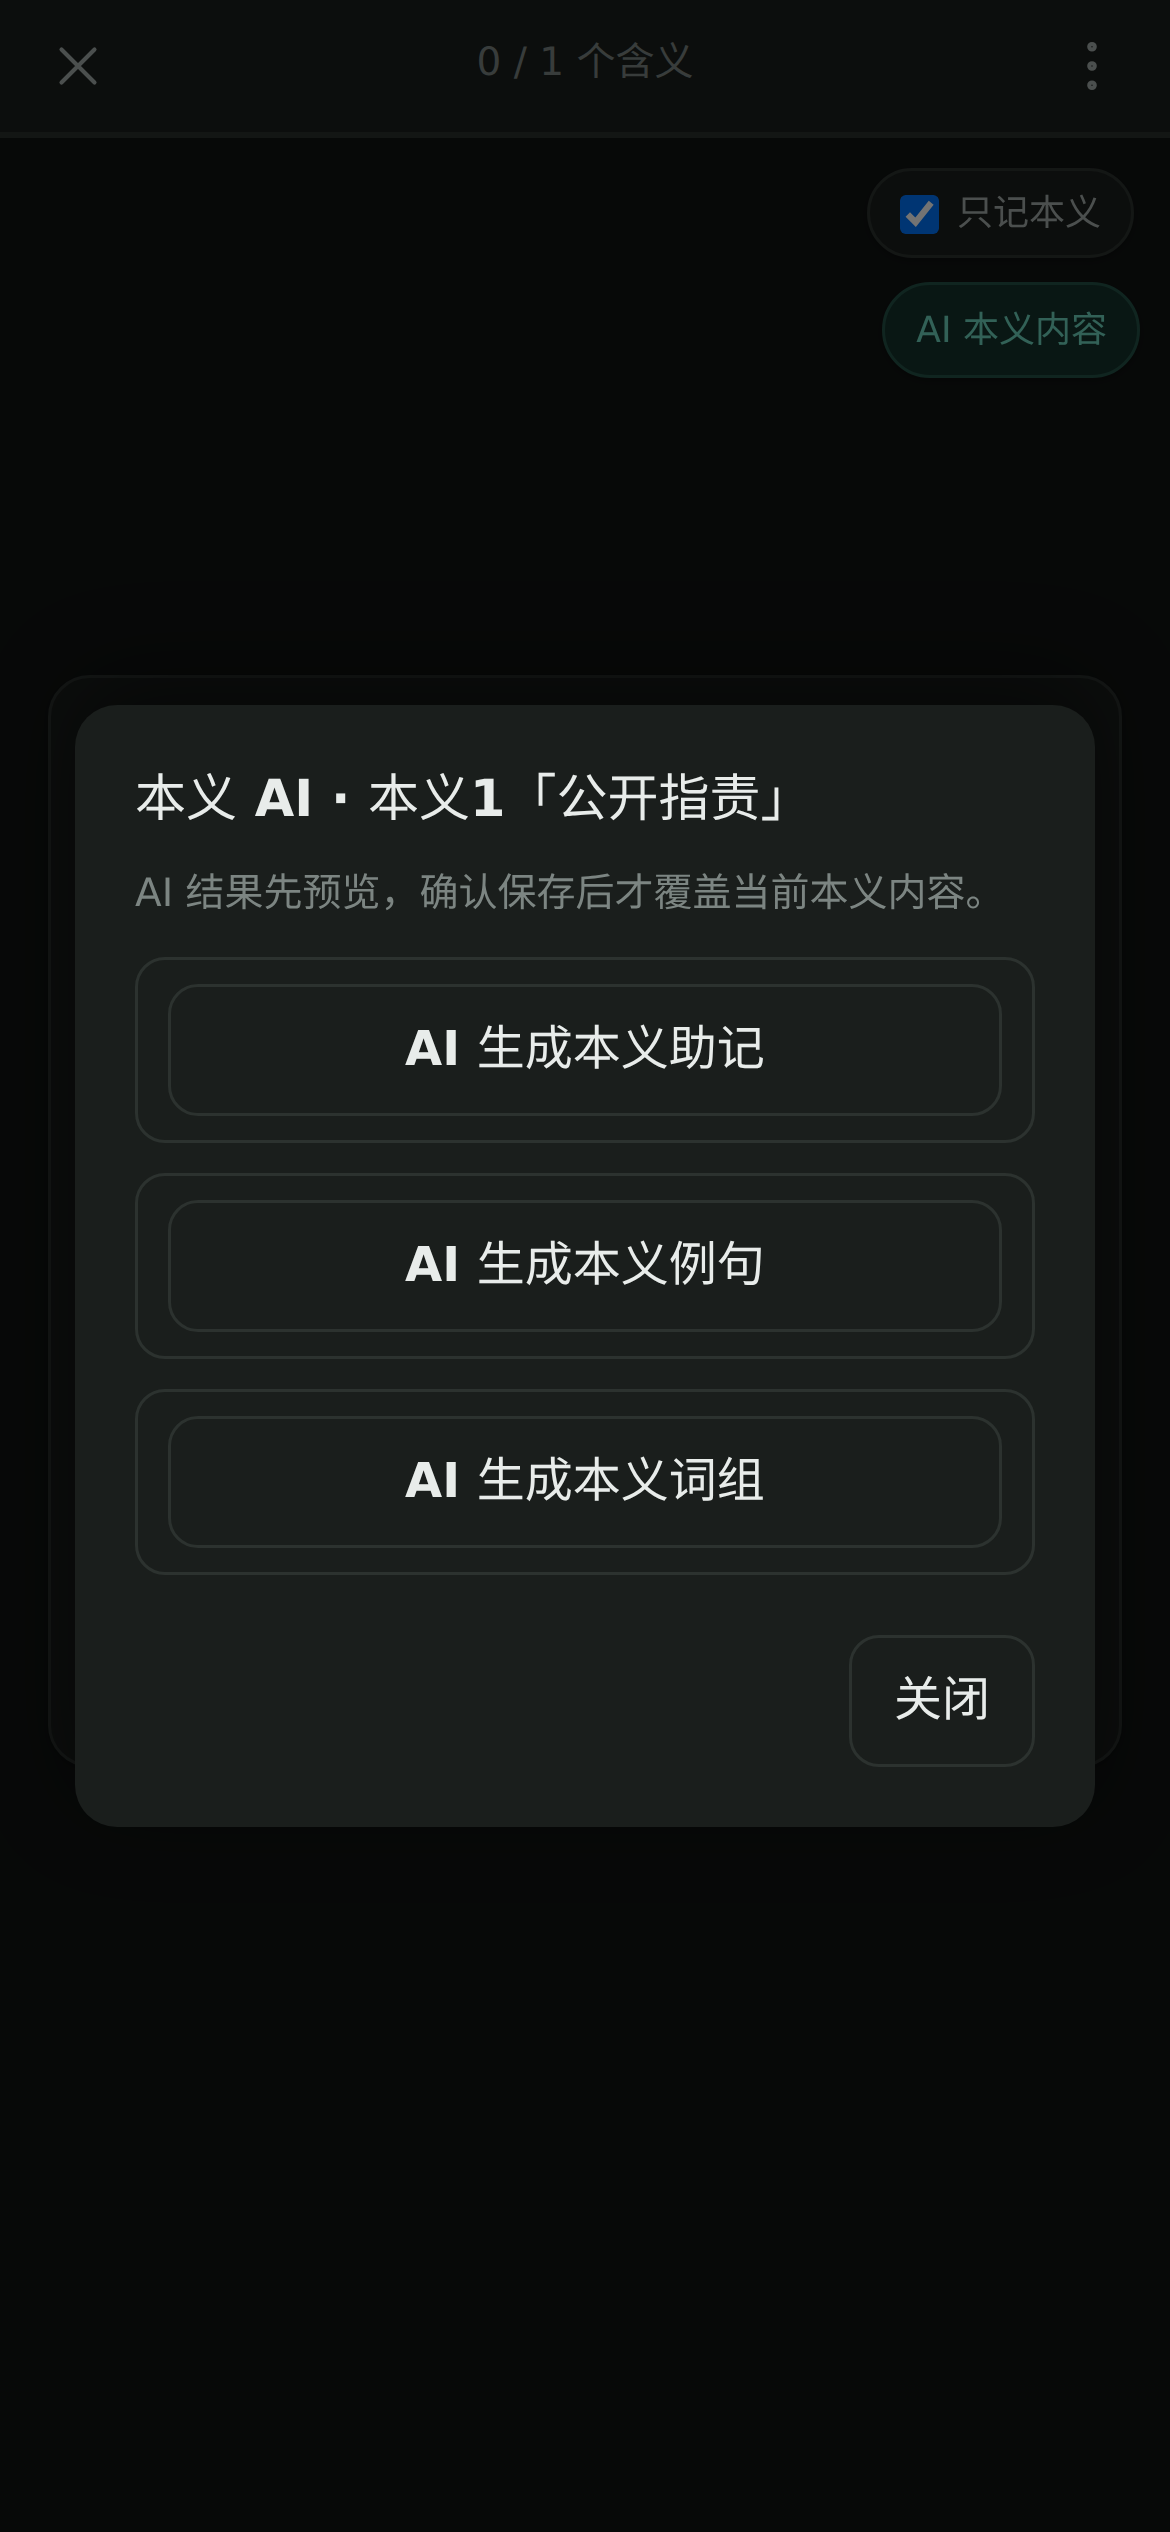 0 / 1 个含义
只记本义
AI 本义内容
本义 AI · 本义1「公开指责」
AI 结果先预览，确认保存后才覆盖当前本义内容。
AI 生成本义助记
AI 生成本义例句
AI 生成本义词组
关闭